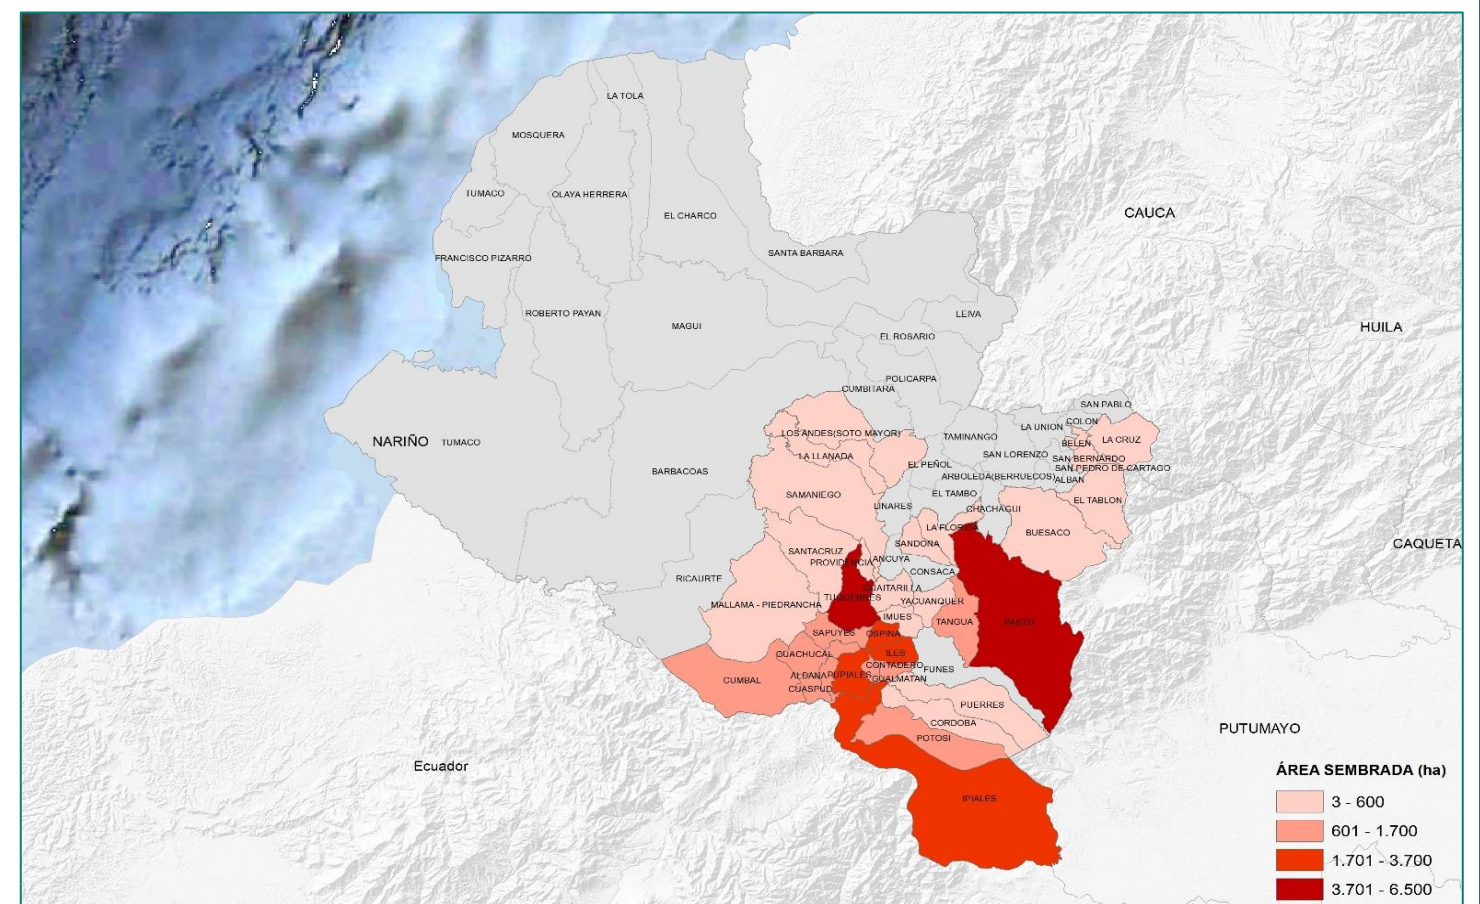 LA TOLA
MOSQUERA
TUMACO
OLAYA HERRERA
EL CHARCO
CAUCA
SANTA BARBARA
FRANCISCO PIZARRO
ROBERTO PAYAN
MAGUI
LEIVA
HUILA
EL ROSARIO
POLICARPA
CUMBITARA
SAN PABLO
COLON
LA UNION
LOS ANDES(SOTO MAYOR)
TAMINANGO
NARIÑO
TUMACO
BELEN
LA CRUZ
LA LLANADA
SAN LORENZO
SAN BERNARDO
EL PEÑOL
SAN PEDRO DE CARTAGO
BARBACOAS
ARBOLEDA(BERRUECOS)
ALBAN
SAMANIEGO
EL TAMBO
EL TABLON
LINARES
CHACHAGUI
LA FLORIDA
BUESACO
SANDONA
CAQUETA
SANTACRUZ
PROVIDENCIA
ANCUYA
CONSACA
RICAURTE
GUAITARILLA
TUQUERRES
YACUANQUER
MALLAMA - PIEDRANCHA
IMUES
TANGUA
PASTO
SAPUYES
OSPINA
GUACHUCAL
ILES
CONTADERO
FUNES
CUMBAL
ALDANA
PUPIALES
GUALMATAN
CUASPUD
PUERRES
CORDOBA
POTOSI
PUTUMAYO
Ecuador
IPIALES
ÁREA SEMBRADA (ha)
3 - 600
601 - 1.700
1.701 - 3.700
3.701 - 6.500